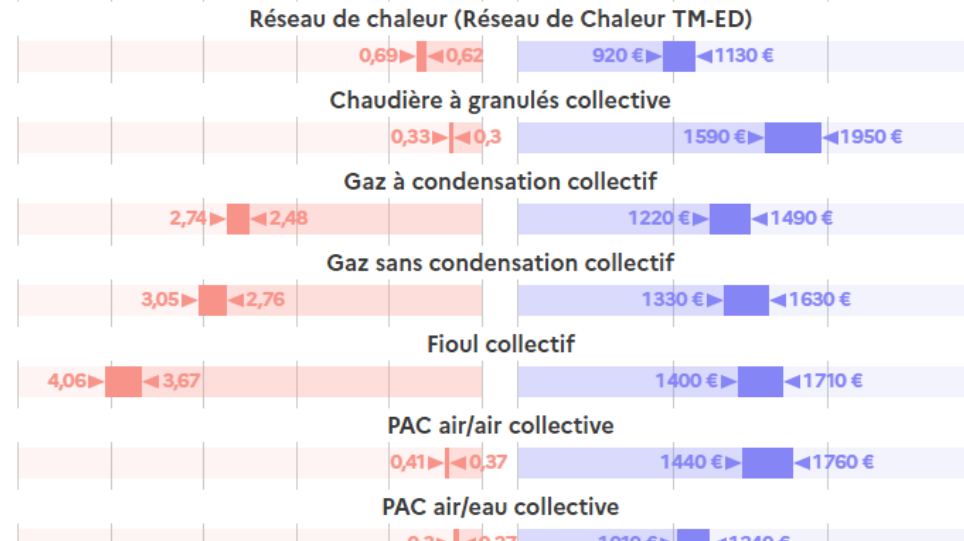 Réseau de chaleur (Réseau de Chaleur TM-ED)
0,69 0,62 920 € 1130 €
Chaudière à granulés collective
0,33 0,3 1590 € 1950 €
Gaz à condensation collectif
2,74 2,48 1220 € 1490 €
Gaz sans condensation collectif
3,05 2,76 1330 € 1630 €
Fioul collectif
4,06 3,67 1400 € 1710 €
PAC air/air collective
0,41 0,37 1440 € 1760 €
PAC air/eau collective